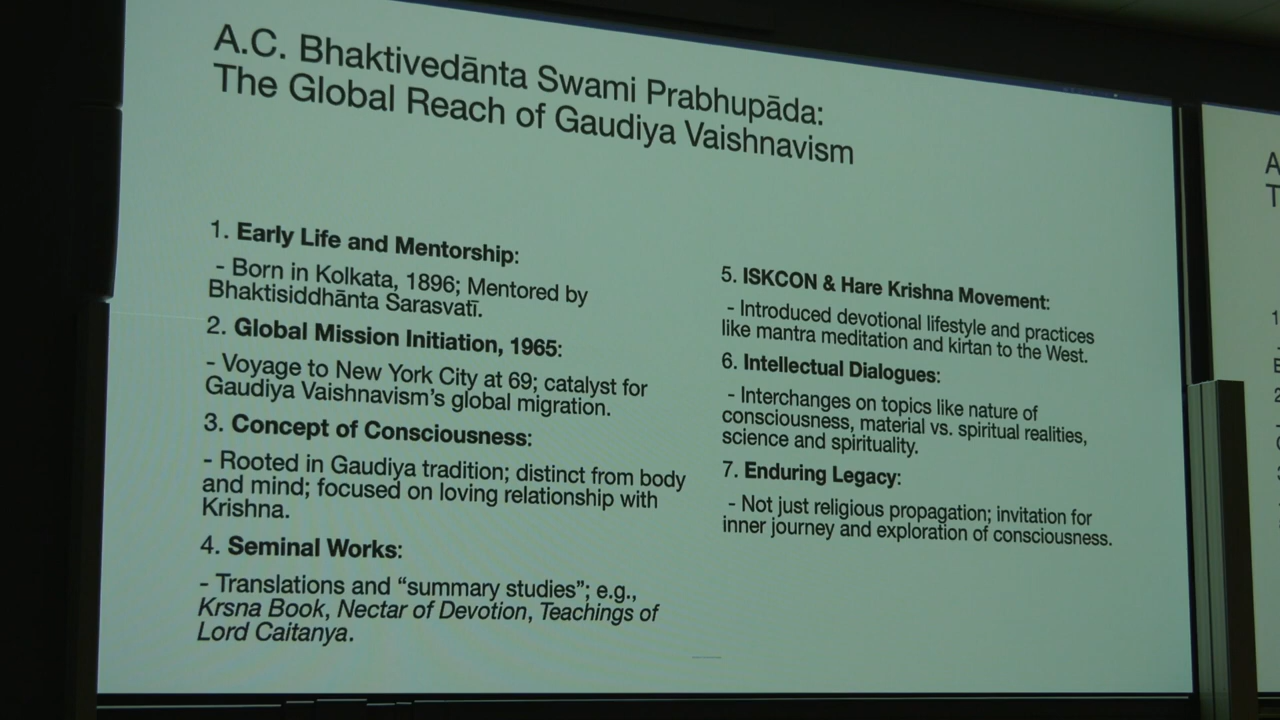 A.C. Bhaktivedānta Swami Prabhupāda:
The Global Reach of Gaudiya Vaishnavism
1. Early Life and Mentorship:
- Born in Kolkata, 1896; Mentored by
Bhaktisiddhānta Sarasvatī.
2. Global Mission Initiation, 1965:
- Voyage to New York City at 69; catalyst for
Gaudiya Vaishnavism’s global migration.
3. Concept of Consciousness:
- Rooted in Gaudiya tradition; distinct from body
and mind; focused on loving relationship with
Krishna.
4. Seminal Works:
- Translations and “summary studies”; e.g.,
Krsna Book, Nectar of Devotion, Teachings of
Lord Caitanya.
5. ISKCON & Hare Krishna Movement:
- Introduced devotional lifestyle and practices
like mantra meditation and kirtan to the West.
6. Intellectual Dialogues:
- Interchanges on topics like nature of
consciousness, material vs. spiritual realities,
science and spirituality.
7. Enduring Legacy:
- Not just religious propagation; invitation for
inner journey and exploration of consciousness.